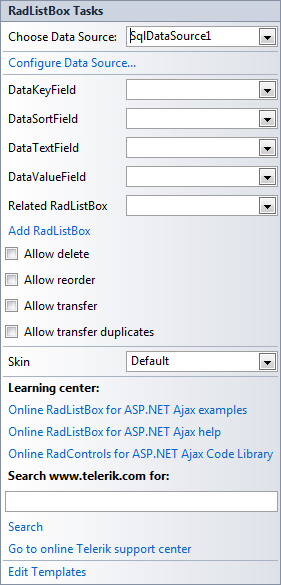 RadListBox Tasks
Choose Data Source: SqlDataSource1
Configure Data Source...
DataKeyField
DataSortField
DataTextField
DataValueField
Related RadListBox
Add RadListBox
Allow delete
Allow reorder
Allow transfer
Allow transfer duplicates
Skin Default
Learning center:
Online RadListBox for ASP.NET Ajax examples
Online RadListBox for ASP.NET Ajax help
Online RadControls for ASP.NET Ajax Code Library
Search www.telerik.com for:
Search
Go to online Telerik support center
Edit Templates